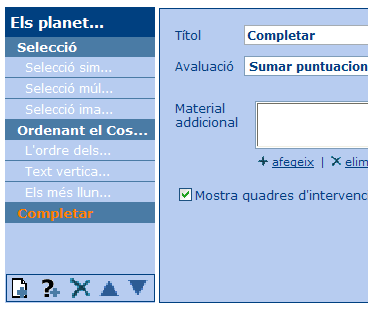 Els planet...
Selecció
Selecció sim...
Selecció múl...
Selecció ima...
Ordenant el Cos...
L'ordre dels...
Text vertica...
Els més llun...
Completar
Títol
Completar
Avaluació
Sumar puntuacion
Material
addicional
afegeix | elim
Mostra quadres d'intervenc